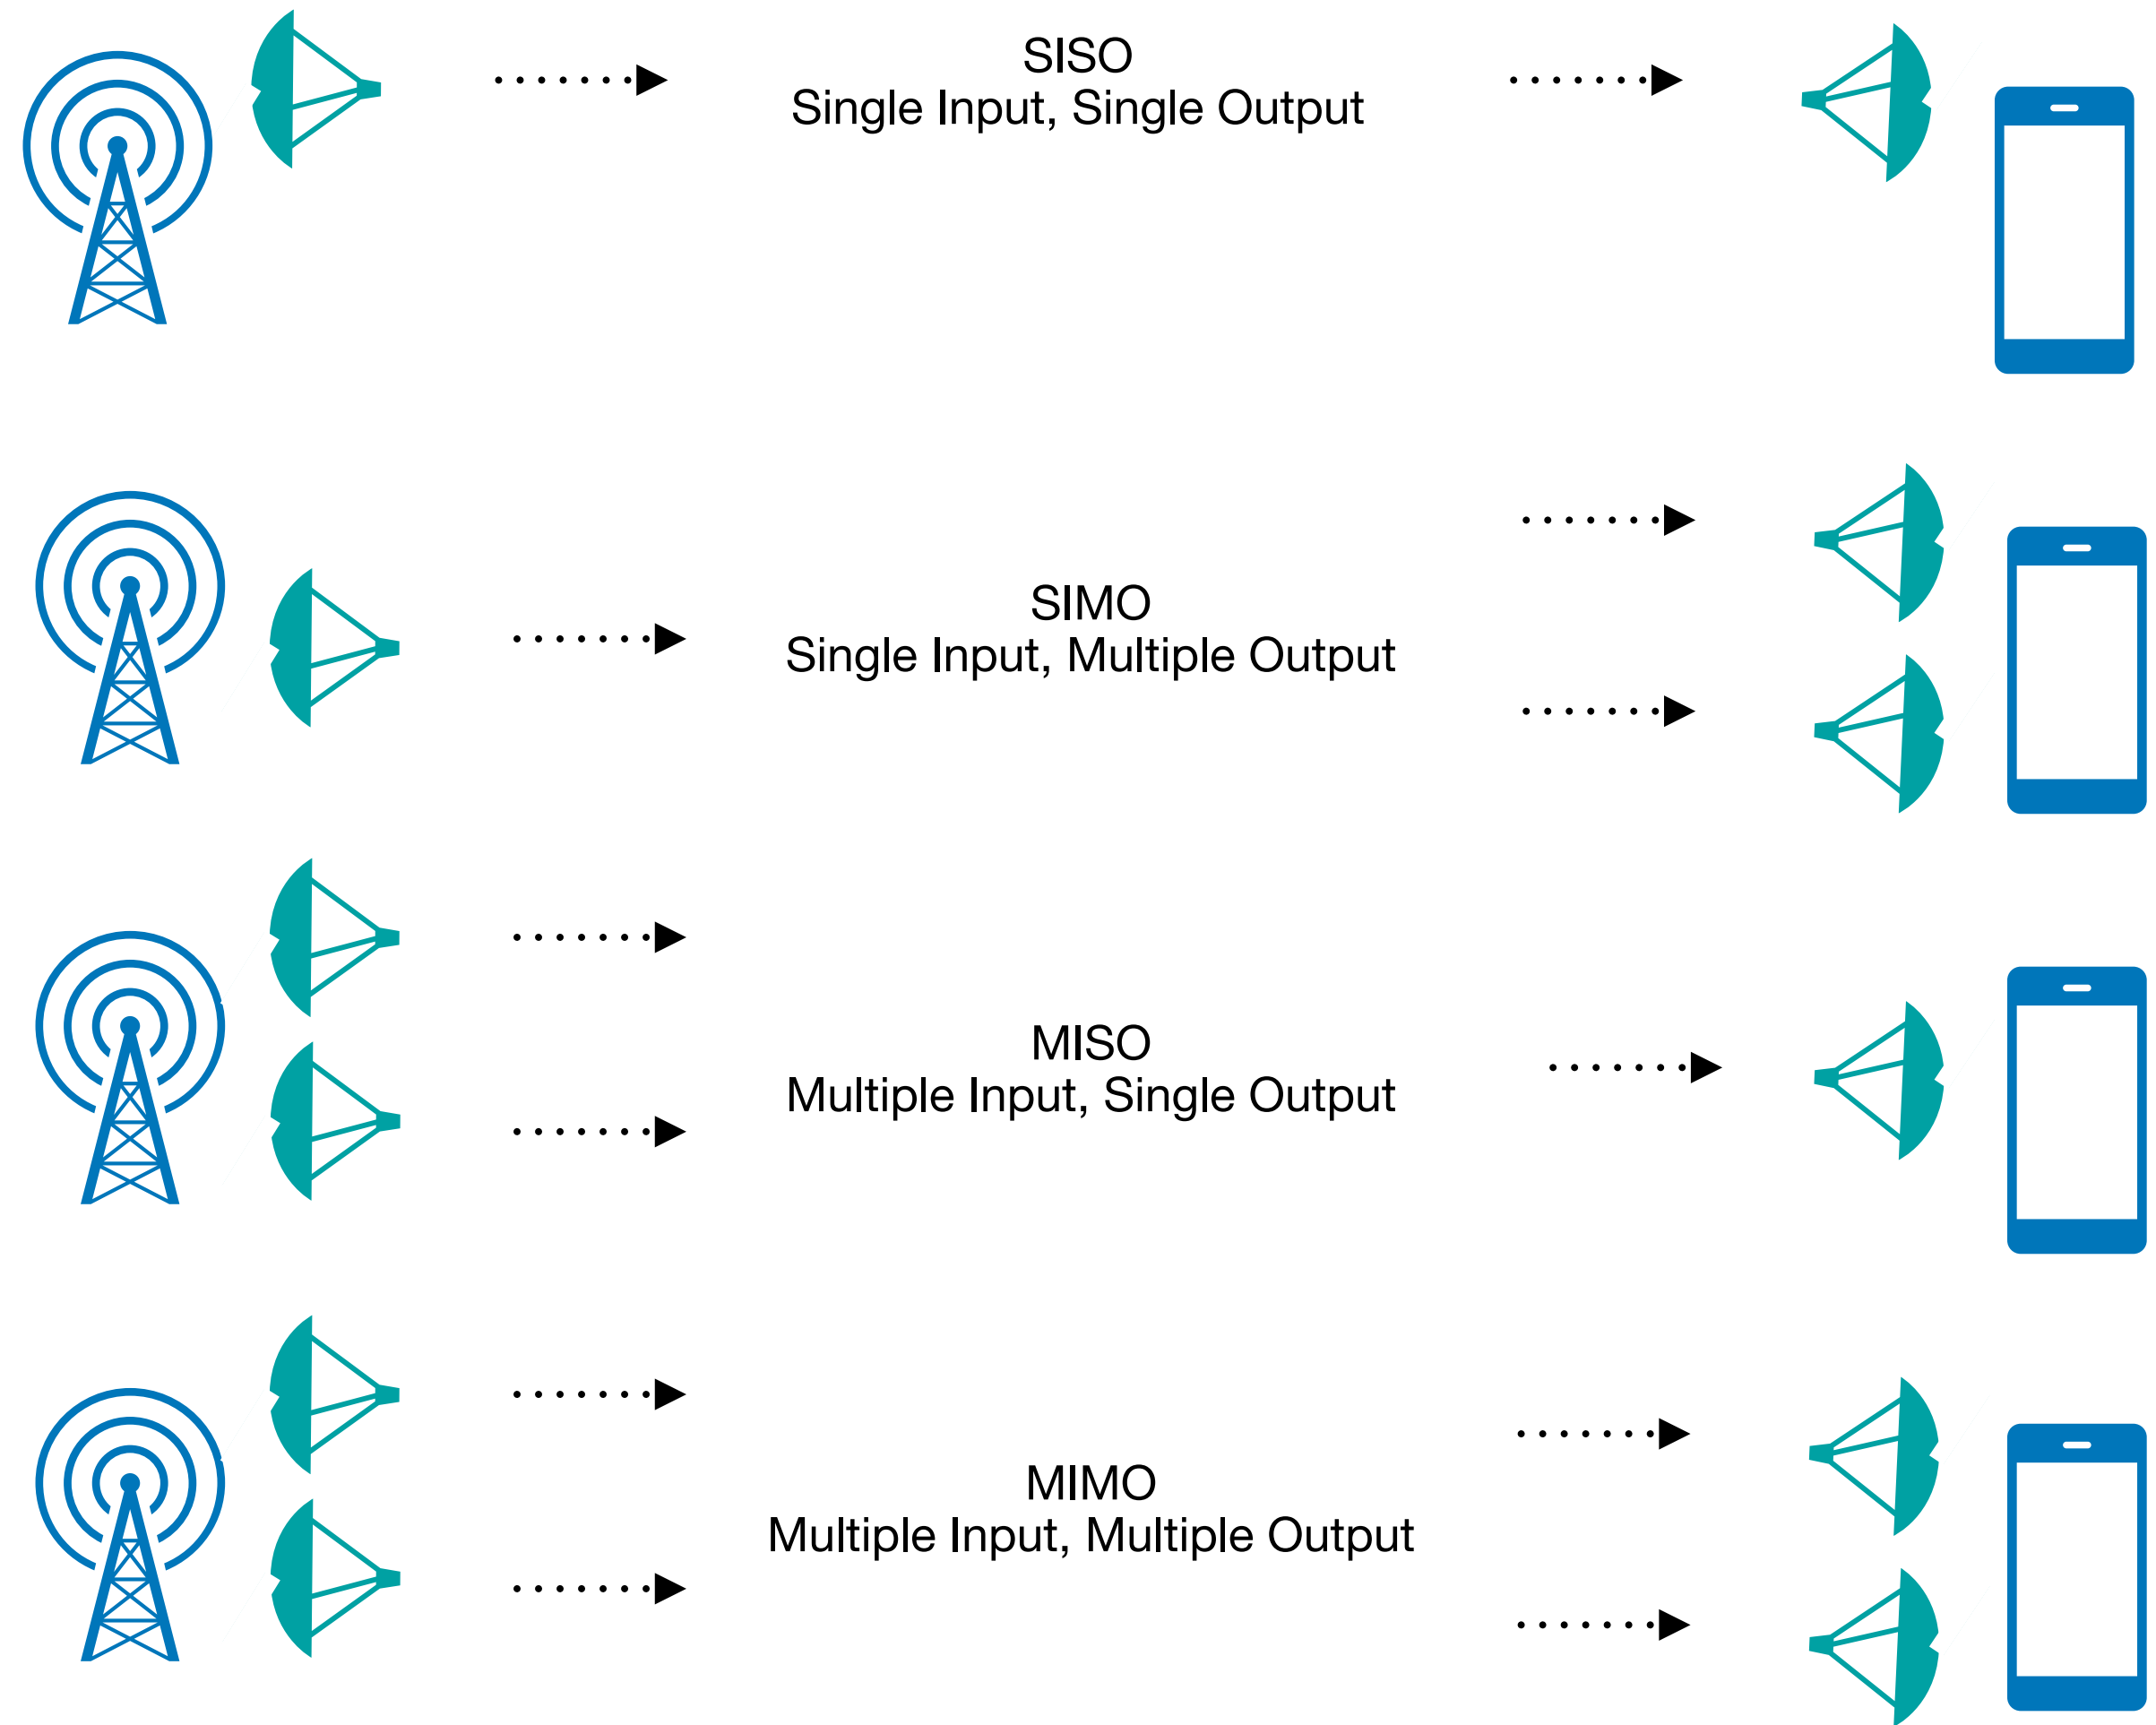 SISO
Single Input, Single Output
SIMO
Single Input, Multiple Output
MISO
Multiple Input, Single Output
MIMO
Multiple Input, Multiple Output